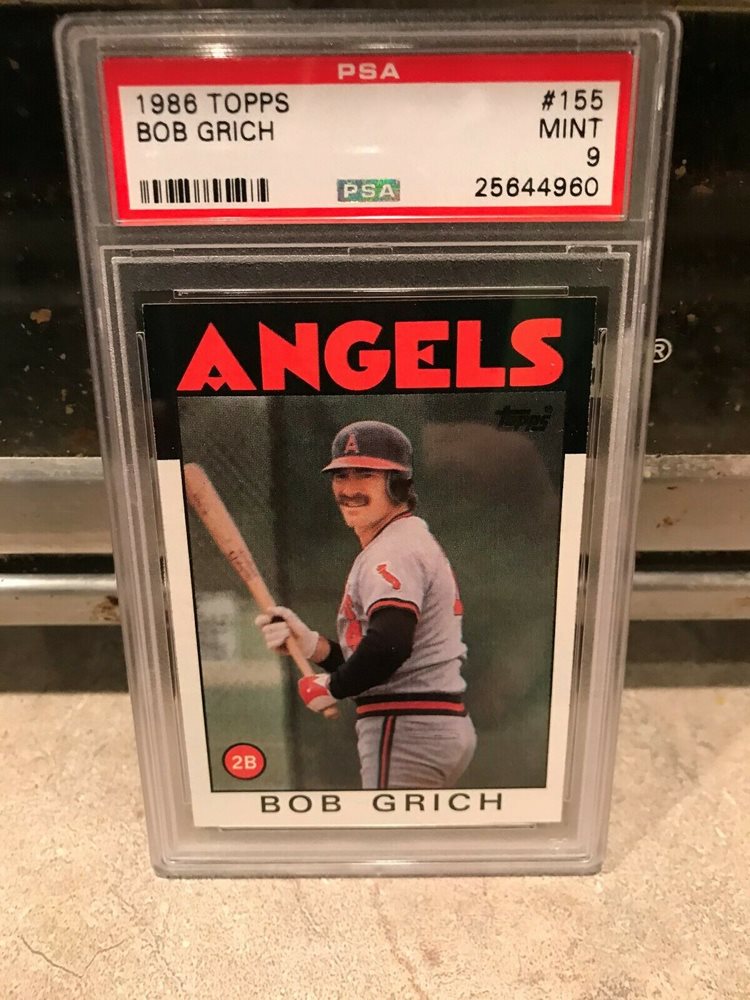 PSA
1986 TOPPS #155
BOB GRICH MINT
9
PSA 25644960
ANGELS
Topps®
A
2B
BOB GRICH
®